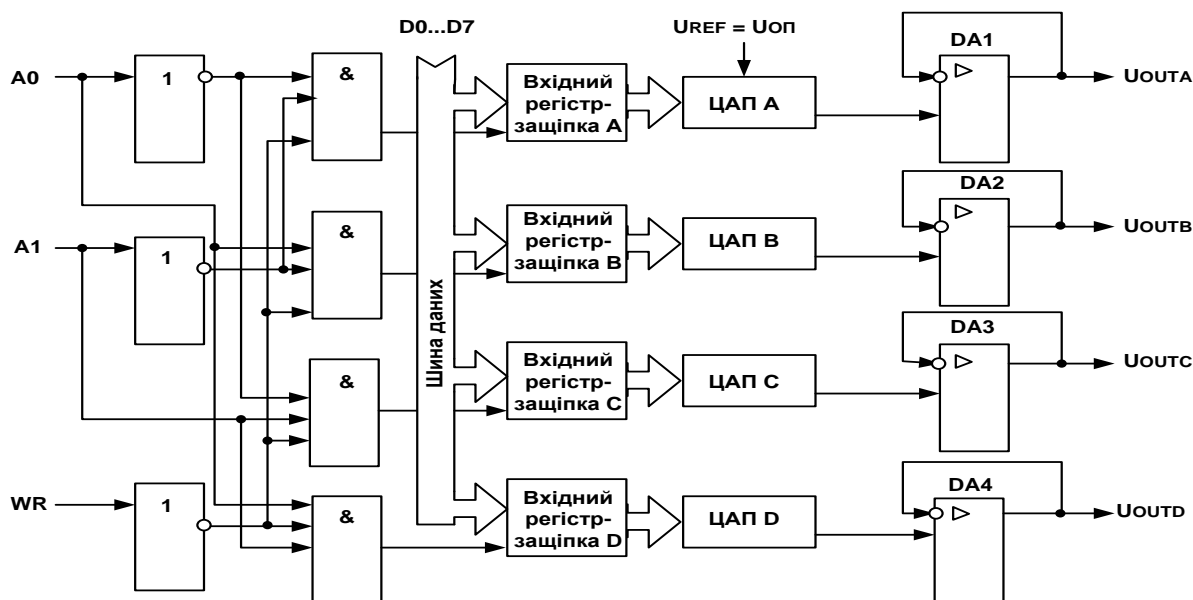 D0...D7
UREF = UОП
A0
1
&
Вхідний
регістр-
защіпка A
ЦАП A
DA1
UOUTA
A1
1
&
Вхідний
регістр-
защіпка B
ЦАП B
DA2
UOUTB
Шина даних
&
Вхідний
регістр-
защіпка C
ЦАП C
DA3
UOUTC
WR
1
&
Вхідний
регістр-
защіпка D
ЦАП D
DA4
UOUTD